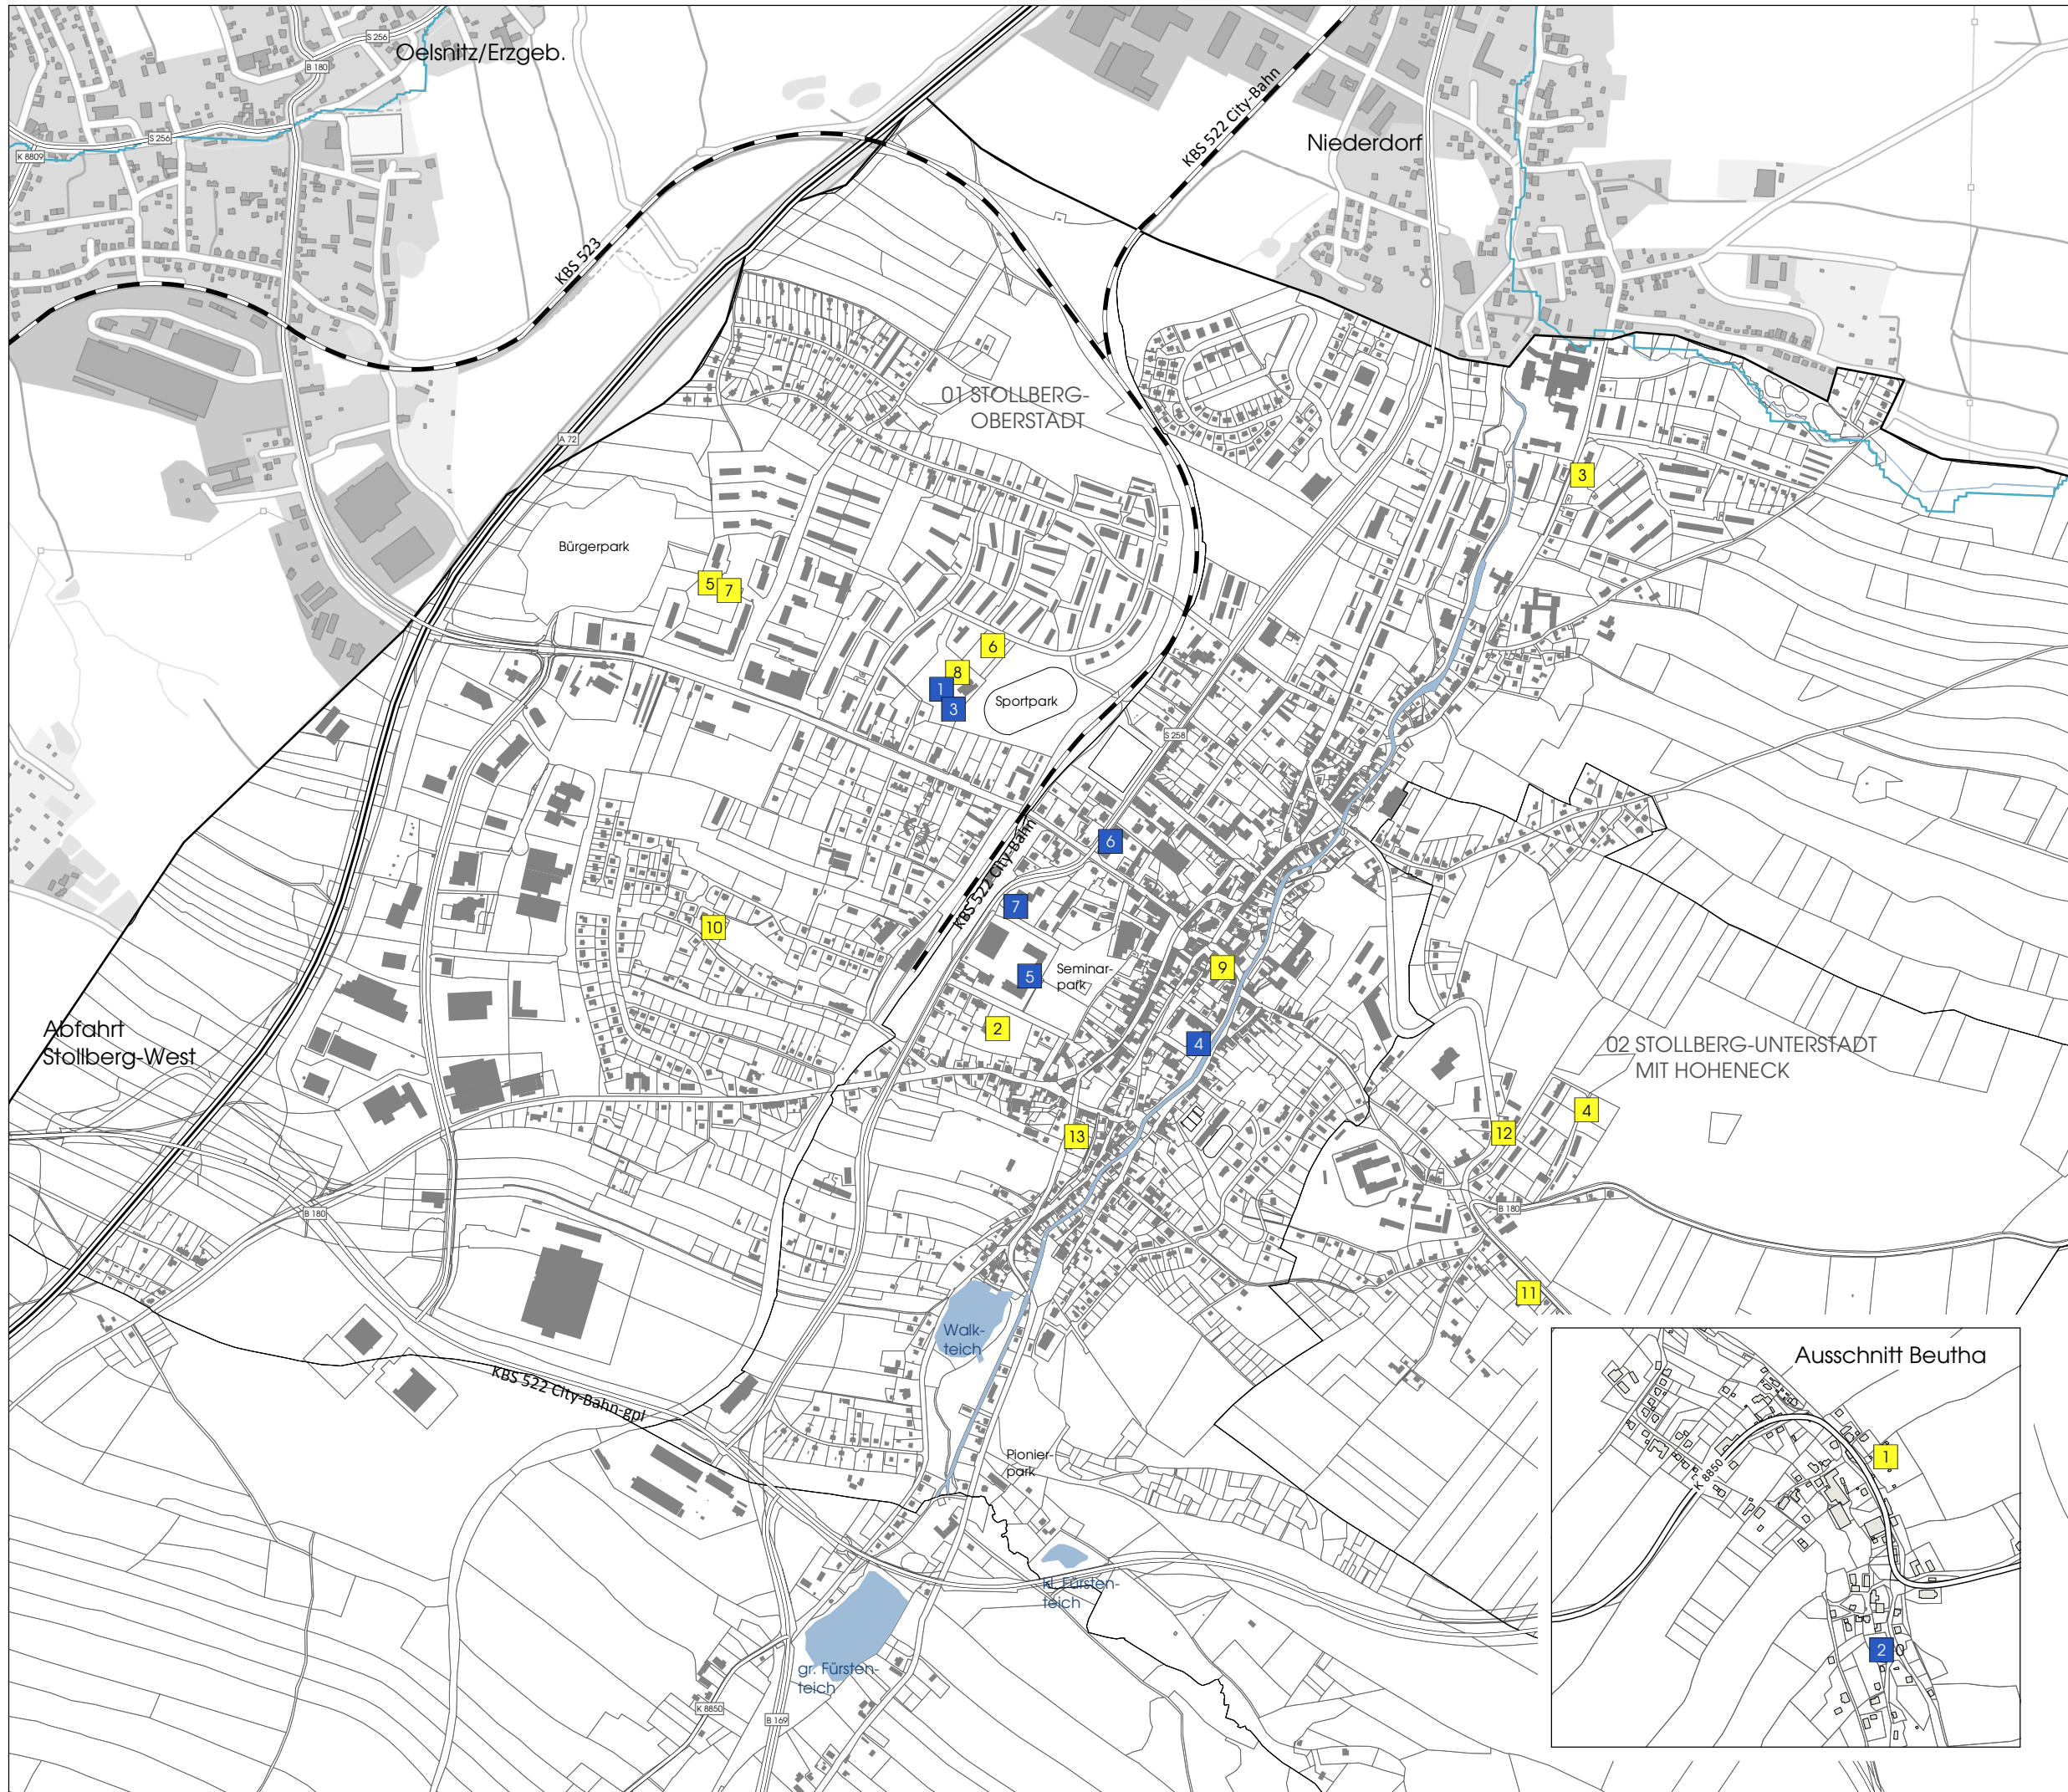 S 256
Oelsnitz/Erzgeb.
B 180
KBS 522 City-Bahn
S 256
Niederdorf
K 8809
KBS 523
01 STOLLBERG-
OBERSTADT
A 72
3
Bürgerpark
5
7
6
8
1
3
Sportpark
S 258
KBS 522 City-Bahn
6
7
10
9
5
Seminar-
park
2
Abfahrt
Stollberg-West
4
02 STOLLBERG-UNTERSTADT
MIT HOHENECK
4
12
13
B 180
B 180
11
Walk-
teich
Ausschnitt Beutha
KBS 522 City-Bahn-gpl
Pionier-
park
1
K 8850
kl. Fürsten-
teich
2
gr. Fürsten-
teich
K 8850
B 169